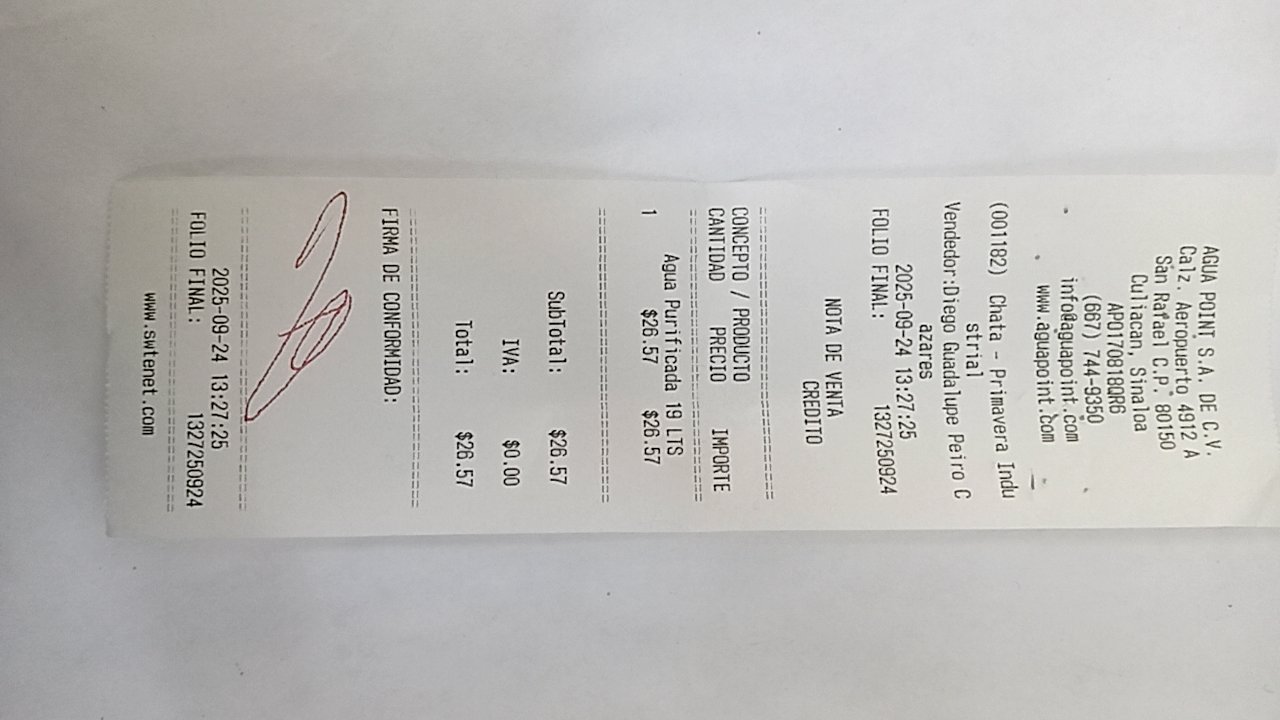 AGUA POINT S.A. DE C.V.
Calz. Aeropuerto 4912 A
San Rafael C.P. 80150
Culiacan, Sinaloa
APO170818QR6
(667) 744-9350
info@aguapoint.com
www.aguapoint.com
(001182) Chata - Primavera Indu
strial
Vendedor:Diego Guadalupe Peiro C
azares
2025-09-24 13:27:25
FOLIO FINAL: 1327250924
NOTA DE VENTA
CREDITO
================================
CONCEPTO / PRODUCTO
CANTIDAD PRECIO IMPORTE
================================
Agua Purificada 19 LTS
1 $26.57 $26.57
================================
SubTotal: $26.57
IVA: $0.00
Total: $26.57
================================
FIRMA DE CONFORMIDAD:
================================
2025-09-24 13:27:25
FOLIO FINAL: 1327250924
================================
www.swtenet.com